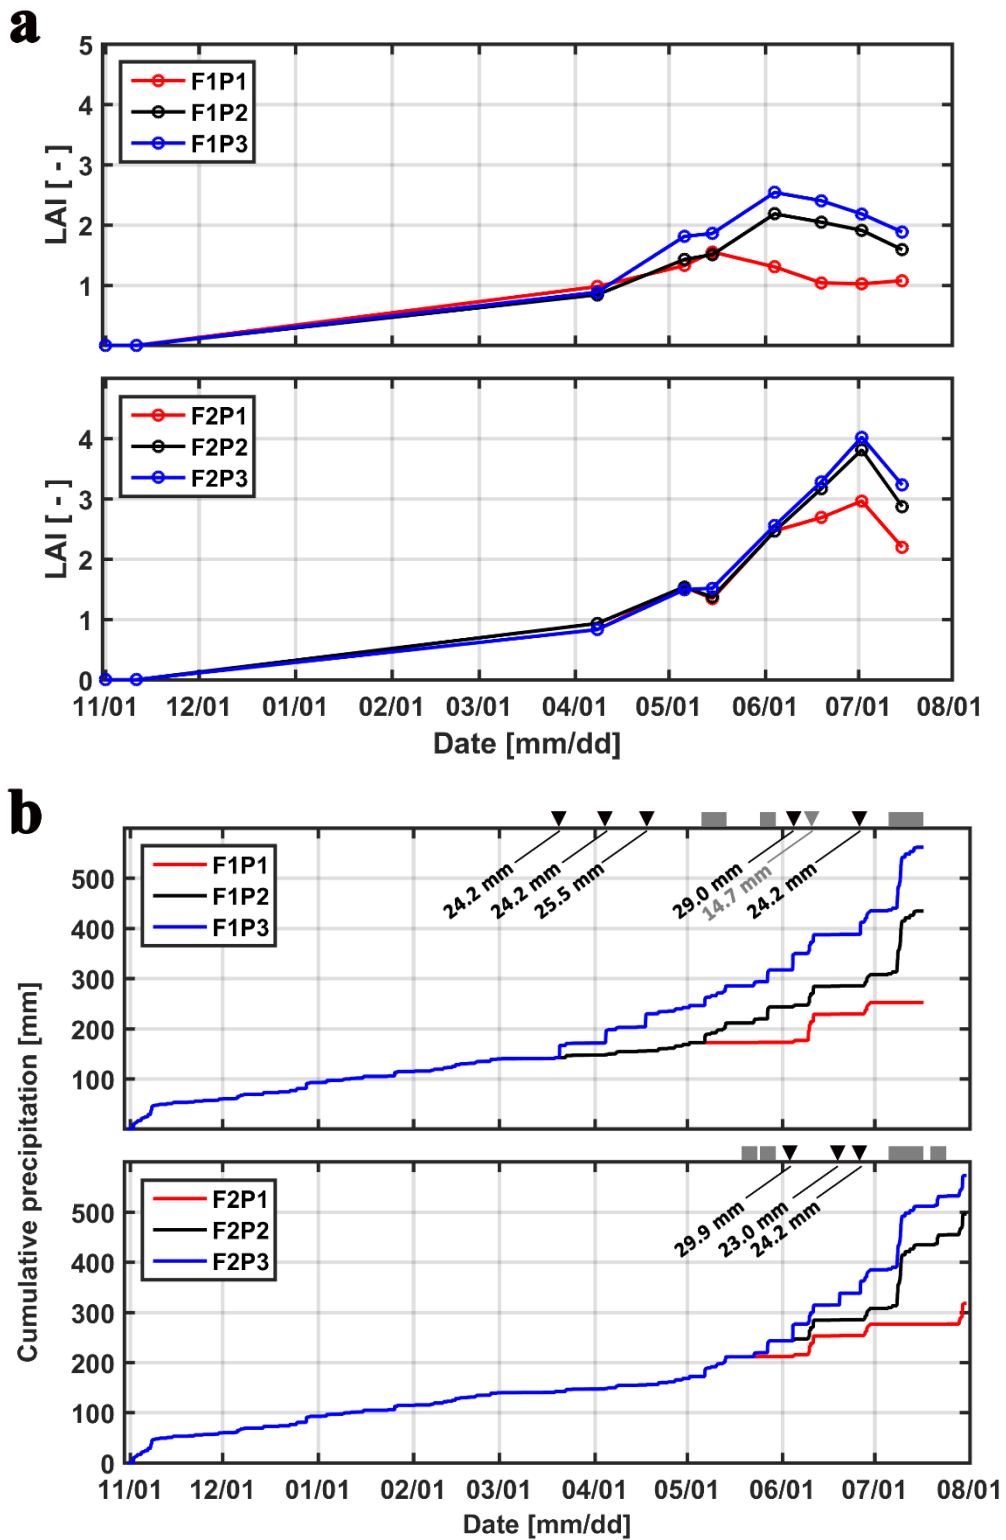 a
5
4
3
2
1
LAI [ - ]
F1P1
F1P2
F1P3
4
3
2
1
0
LAI [ - ]
F2P1
F2P2
F2P3
11/01 12/01 01/01 02/01 03/01 04/01 05/01 06/01 07/01 08/01
Date [mm/dd]
b
500
400
300
200
100
F1P1
F1P2
F1P3
24.2 mm
24.2 mm
25.5 mm
29.0 mm
14.7 mm
24.2 mm
Cumulative precipitation [mm]
500
400
300
200
100
0
F2P1
F2P2
F2P3
29.9 mm
23.0 mm
24.2 mm
11/01 12/01 01/01 02/01 03/01 04/01 05/01 06/01 07/01 08/01
Date [mm/dd]